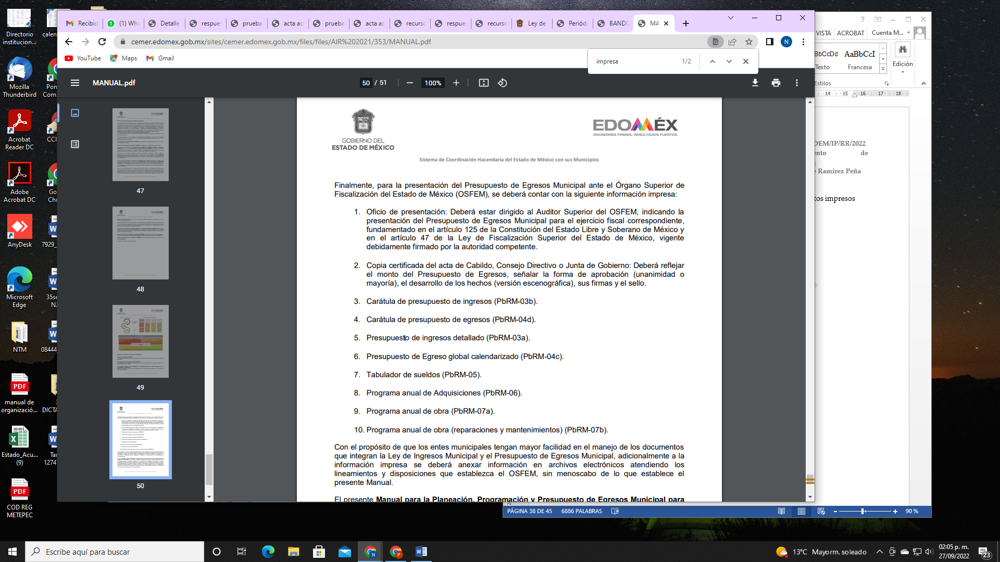 Directorio
institucion...
calen
Mozilla
Thunderbird
Pon
Com.
Acrobat
Reader DC
CCl
Adobe
Acrobat DC
Go
Chr
AnyDesk
7929_
Microsoft
Edge
35se
NJ
NTM
08444
manual de
organizació...
DICTA
Estado_Acu...
(9)
Tar
1274
COD REG
METEPEC
Recibid
(1) Wha
Detalle
respue
prueba
acta ac
prueba
acta ac
recurso
respue
recurso
Ley de
Periódi
BANDO
MA
cemer.edomex.gob.mx/sites/cemer.edomex.gob.mx/files/files/AIR%202021/353/MANUAL.pdf
N
YouTube
Maps
Gmail
impresa
1/2
MANUAL.pdf
50 / 51
100%
47
48
49
50
GOBIERNO DEL
ESTADO DE MÉXICO
EDOMÉX
DECISIONES FIRMES, RESULTADOS FUERTES.
Sistema de Coordinación Hacendaría del Estado de México con sus Municipios
Finalmente, para la presentación del Presupuesto de Egresos Municipal ante el Órgano Superior de
Fiscalización del Estado de México (OSFEM), se deberá contar con la siguiente información impresa:
1. Oficio de presentación: Deberá estar dirigido al Auditor Superior del OSFEM, indicando la
presentación del Presupuesto de Egresos Municipal para el ejercicio fiscal correspondiente,
fundamentado en el artículo 125 de la Constitución del Estado Libre y Soberano de México y
en el artículo 47 de la Ley de Fiscalización Superior del Estado de México, vigente
debidamente firmado por la autoridad competente.
2. Copia certificada del acta de Cabildo, Consejo Directivo o Junta de Gobierno: Deberá reflejar
el monto del Presupuesto de Egresos, señalar la forma de aprobación (unanimidad o
mayoría), el desarrollo de los hechos (versión escenográfica), sus firmas y el sello.
3. Carátula de presupuesto de ingresos (PbRM-03b).
4. Carátula de presupuesto de egresos (PbRM-04d).
5. Presupuesto de ingresos detallado (PbRM-03a).
6. Presupuesto de Egreso global calendarizado (PbRM-04c).
7. Tabulador de sueldos (PbRM-05).
8. Programa anual de Adquisiciones (PbRM-06).
9. Programa anual de obra (PbRM-07a).
10. Programa anual de obra (reparaciones y mantenimientos) (PbRM-07b).
Con el propósito de que los entes municipales tengan mayor facilidad en el manejo de los documentos
que integran la Ley de Ingresos Municipal y el Presupuesto de Egresos Municipal, adicionalmente a la
información impresa se deberá anexar información en archivos electrónicos atendiendo los
lineamientos y disposiciones que establezca el OSFEM, sin menoscabo de lo que establece el
presente Manual.
El presente Manual para la Planeación, Programación y Presupuesto de Egresos Municipal para
VISTA
ACROBAT
Cuenta M...
BbCcDd
AaBbCcI
Texto
Francesa
Edición
Estilos
14 15 16 17 18
DEM/IP/RR/2022
ento de
e Ramírez Peña
tos impresos
PÁGINA 38 DE 45
6886 PALABRAS
90 %
Escribe aquí para buscar
13°C Mayorm. soleado
02:05 p. m.
27/09/2022
23